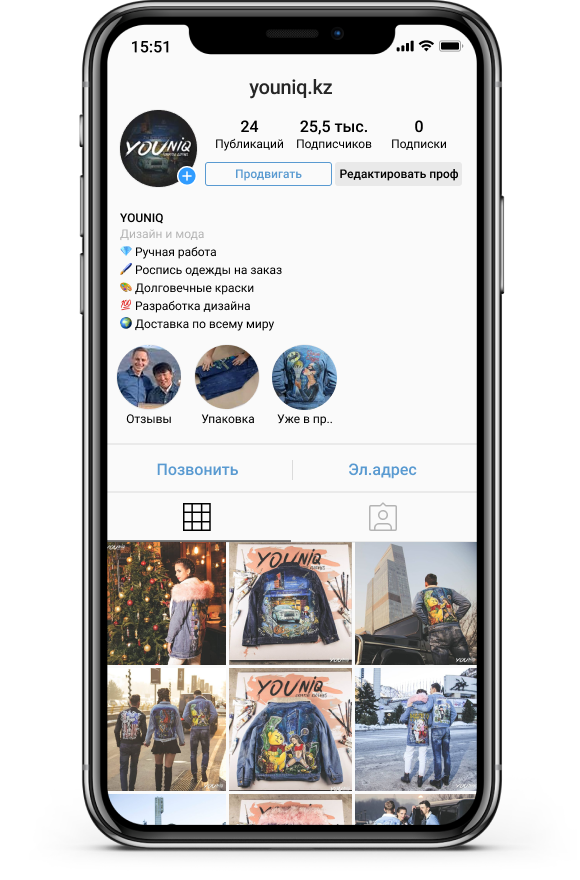 15:51
youniq.kz
YOUNIQ
24
25,5 тыс.
0
Публикаций
Подписчиков
Подписки
Продвигать
Редактировать проф
YOUNIQ
Дизайн и мода
💎 Ручная работа
🖌️ Роспись одежды на заказ
🎨 Долговечные краски
💯 Разработка дизайна
🌍 Доставка по всему миру
Отзывы
Упаковка
Уже в пр..
Позвонить
Эл.адрес
YOUNIQ
YOUNIQ